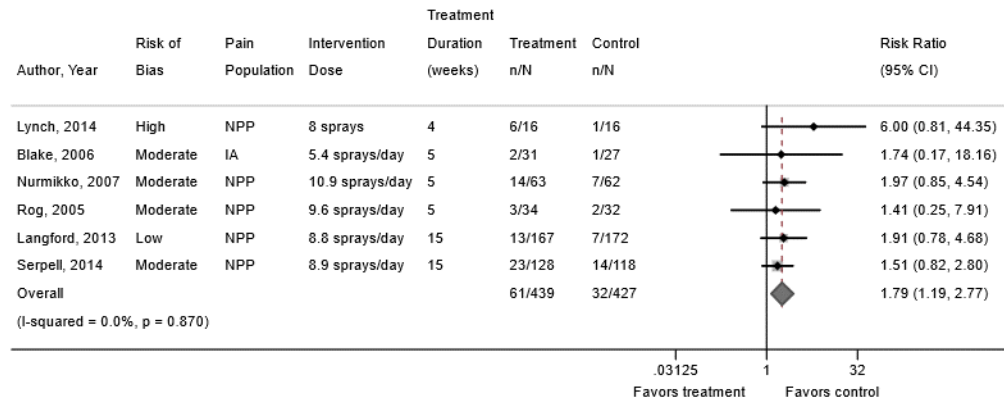 Treatment
Risk of Pain Intervention Duration Treatment Control Risk Ratio
Author, Year Bias Population Dose (weeks) n/N n/N (95% CI)
Lynch, 2014 High NPP 8 sprays 4 6/16 1/16 6.00 (0.81, 44.35)
Blake, 2006 Moderate IA 5.4 sprays/day 5 2/31 1/27 1.74 (0.17, 18.16)
Nurmikko, 2007 Moderate NPP 10.9 sprays/day 5 14/63 7/62 1.97 (0.85, 4.54)
Rog, 2005 Moderate NPP 9.6 sprays/day 5 3/34 2/32 1.41 (0.25, 7.91)
Langford, 2013 Low NPP 8.8 sprays/day 15 13/167 7/172 1.91 (0.78, 4.68)
Serpell, 2014 Moderate NPP 8.9 sprays/day 15 23/128 14/118 1.51 (0.82, 2.80)
Overall 61/439 32/427 1.79 (1.19, 2.77)
(I-squared = 0.0%, p = 0.870)
.03125 1 32
Favors treatment Favors control